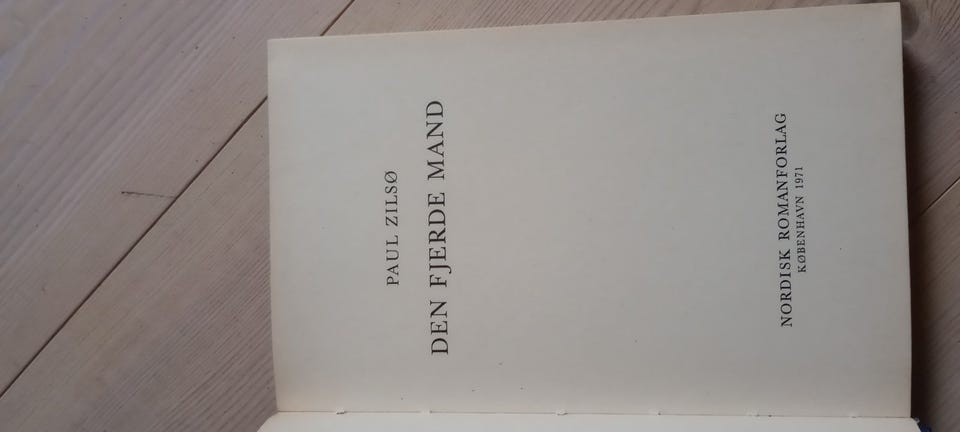 PAUL ZILSØ
DEN FJERDE MAND
NORDISK ROMANFORLAG
KØBENHAVN 1971